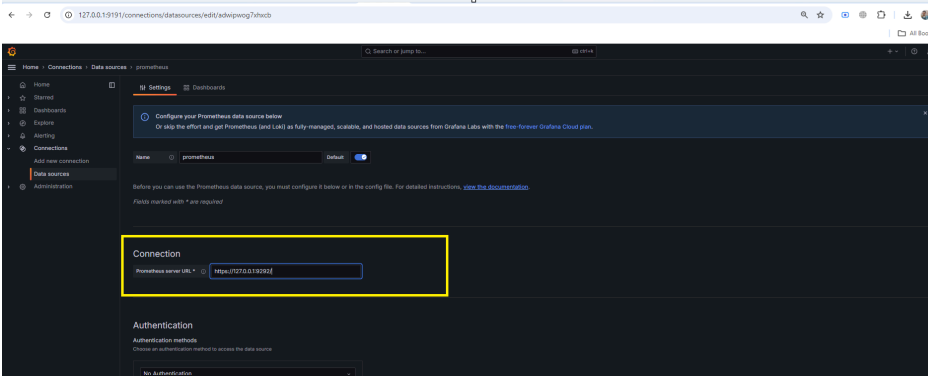 127.0.0.1:9191/connections/datasources/edit/adwipwog7xhxcb
All Boo
Search or jump to...
ctrl+k
Home › Connections › Data sources › prometheus
Home
Starred
Dashboards
Explore
Alerting
Connections
Add new connection
Data sources
Administration
Settings
Dashboards
Configure your Prometheus data source below
Or skip the effort and get Prometheus (and Loki) as fully-managed, scalable, and hosted data sources from Grafana Labs with the free-forever Grafana Cloud plan.
Name
prometheus
Default
Before you can use the Prometheus data source, you must configure it below or in the config file. For detailed instructions, view the documentation.
Fields marked with * are required
Connection
Prometheus server URL *
https://127.0.0.1:9292/
Authentication
Authentication methods
Choose an authentication method to access the data source
No Authentication